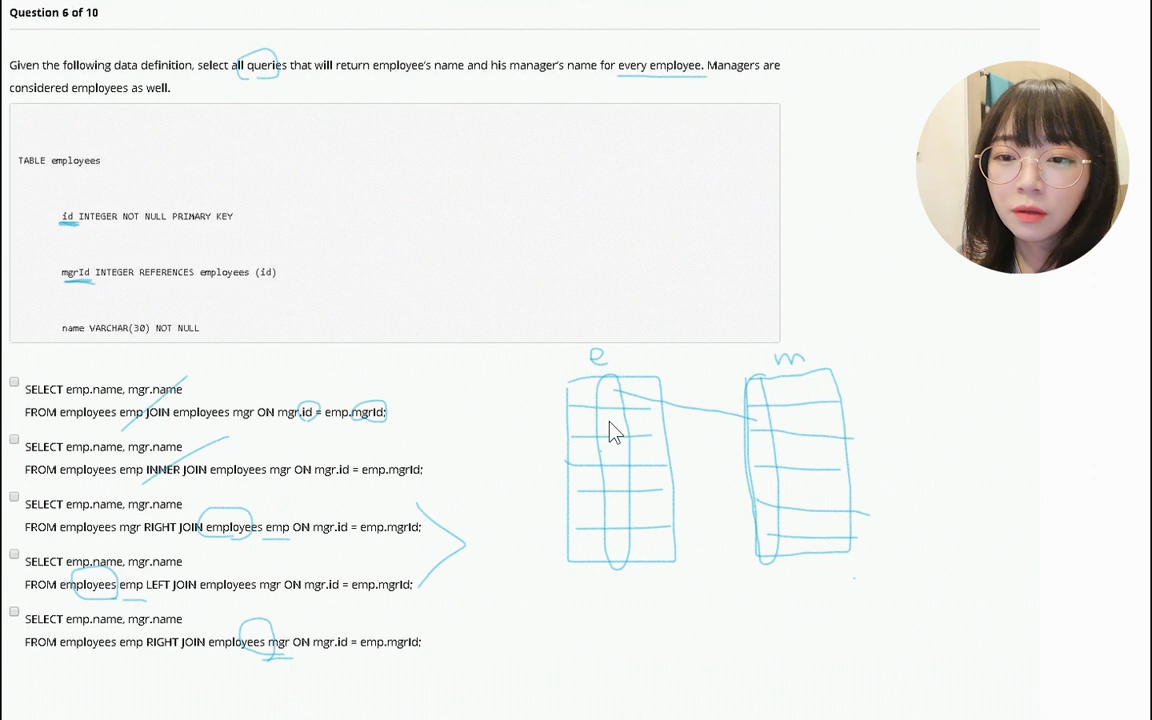 Question 6 of 10
Given the following data definition, select all queries that will return employee's name and his manager's name for every employee. Managers are
considered employees as well.
TABLE employees
id INTEGER NOT NULL PRIMARY KEY
mgrId INTEGER REFERENCES employees (id)
name VARCHAR(30) NOT NULL
e
m
SELECT emp.name, mgr.name
FROM employees emp JOIN employees mgr ON mgr.id = emp.mgrId;
SELECT emp.name, mgr.name
FROM employees emp INNER JOIN employees mgr ON mgr.id = emp.mgrId;
SELECT emp.name, mgr.name
FROM employees mgr RIGHT JOIN employees emp ON mgr.id = emp.mgrId;
SELECT emp.name, mgr.name
FROM employees emp LEFT JOIN employees mgr ON mgr.id = emp.mgrId;
SELECT emp.name, mgr.name
FROM employees emp RIGHT JOIN employees mgr ON mgr.id = emp.mgrId;